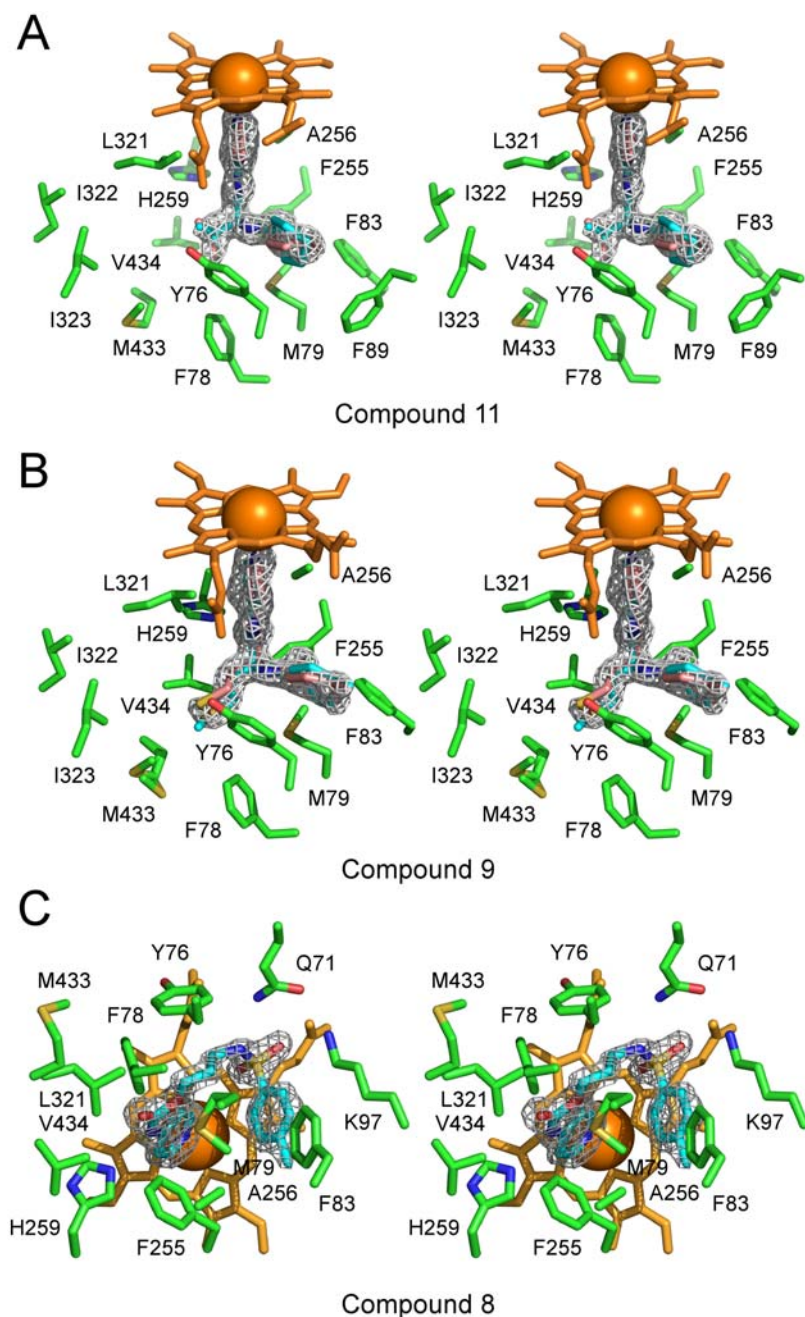 A
L321 A256 L321 A256
F255 F255
I322 H259 F83 I322 H259 F83
V434 V434
I323 Y76 I323 Y76
M433 M79 F89 M433 M79 F89
F78 F78
Compound 11
B
L321 A256 L321 A256
H259 H259
I322 F255 I322 F255
V434 V434
I323 Y76 F83 I323 Y76 F83
M433 M79 M433 M79
F78 F78
Compound 9
C
Y76 Q71 Y76 Q71
M433 M433
F78 F78
L321 L321
V434 K97 V434 K97
M79 M79
A256 F83 A256 F83
H259 F255 H259 F255
Compound 8